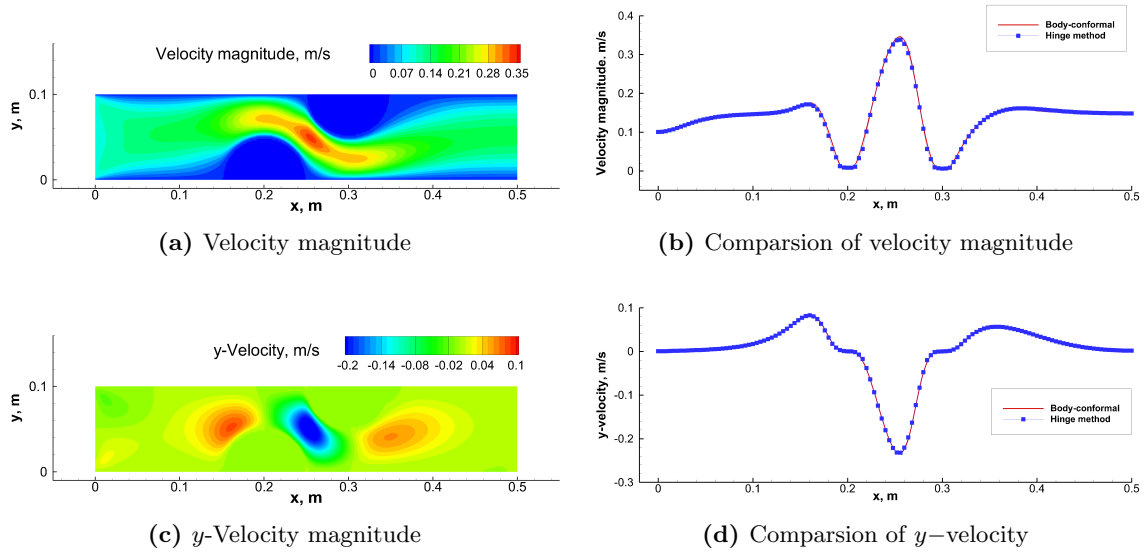 Velocity magnitude, m/s
0 0.07 0.14 0.21 0.28 0.35
y, m
0.1
0
0 0.1 0.2 0.3 0.4 0.5
x, m
(a) Velocity magnitude
Velocity magnitude. m/s
0.4
0.3
0.2
0.1
0
Body-conformal
Hinge method
0 0.1 0.2 0.3 0.4 0.5
x, m
(b) Comparsion of velocity magnitude
y-Velocity, m/s
-0.2 -0.14 -0.08 -0.02 0.04 0.1
y, m
0.1
0
0 0.1 0.2 0.3 0.4 0.5
x, m
(c) y-Velocity magnitude
y-velocity, m/s
0.1
0
-0.1
-0.2
-0.3
Body-conformal
Hinge method
0 0.1 0.2 0.3 0.4 0.5
x, m
(d) Comparsion of y−velocity